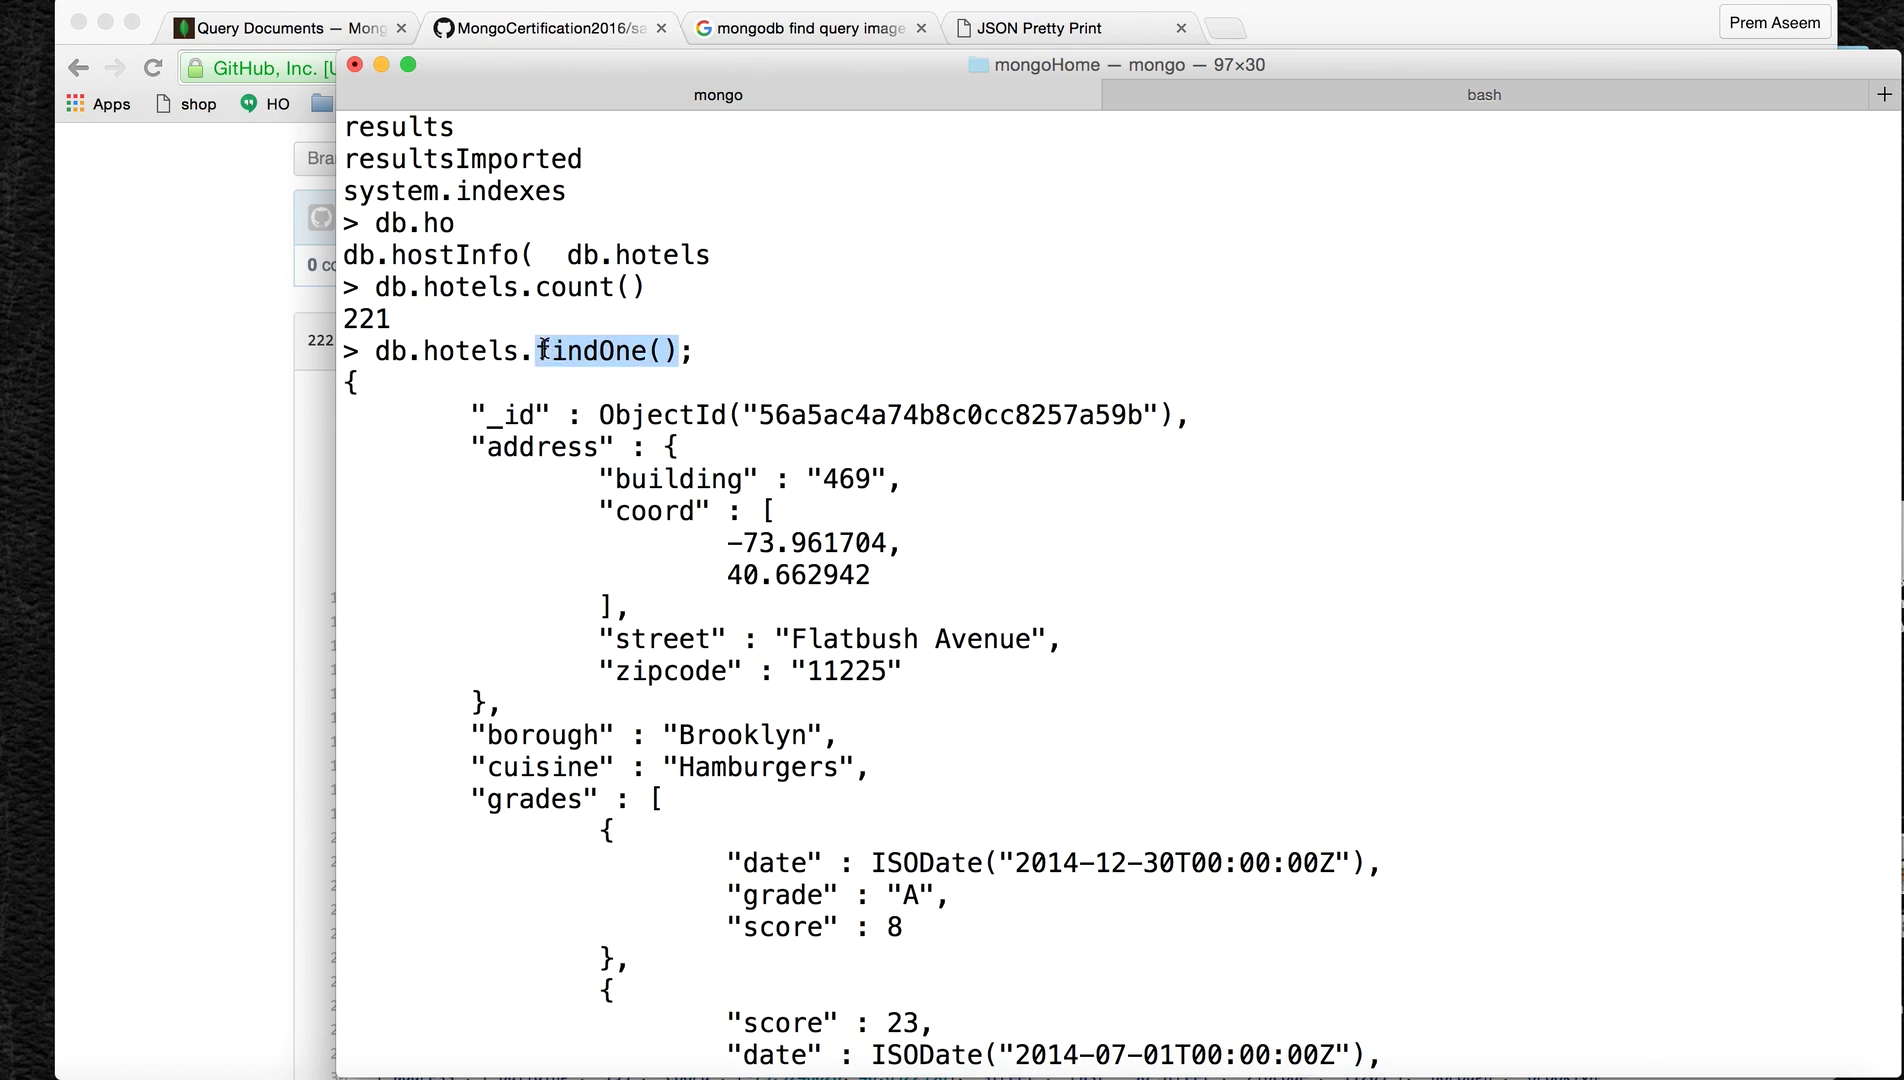 Query Documents — Mong
MongoCertification2016/sa
mongodb find query image
JSON Pretty Print
Prem Aseem
GitHub, Inc. [U
mongoHome — mongo — 97×30
Apps
shop
HO
mongo
bash
Bra
0 co
222
results
resultsImported
system.indexes
> db.ho
db.hostInfo(  db.hotels
> db.hotels.count()
221
> db.hotels.findOne();
{
"_id" : ObjectId("56a5ac4a74b8c0cc8257a59b"),
"address" : {
"building" : "469",
"coord" : [
-73.961704,
40.662942
],
"street" : "Flatbush Avenue",
"zipcode" : "11225"
},
"borough" : "Brooklyn",
"cuisine" : "Hamburgers",
"grades" : [
{
"date" : ISODate("2014-12-30T00:00:00Z"),
"grade" : "A",
"score" : 8
},
{
"score" : 23,
"date" : ISODate("2014-07-01T00:00:00Z"),